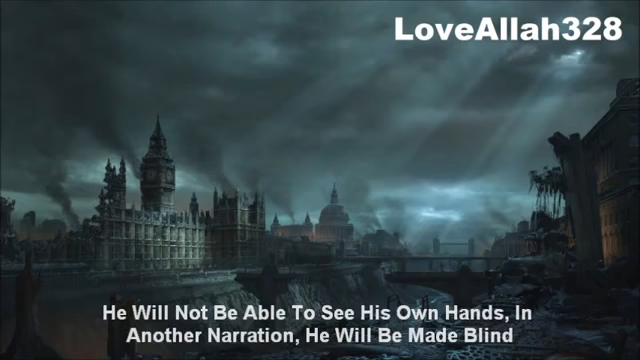 LoveAllah328
He Will Not Be Able To See His Own Hands, In
Another Narration, He Will Be Made Blind